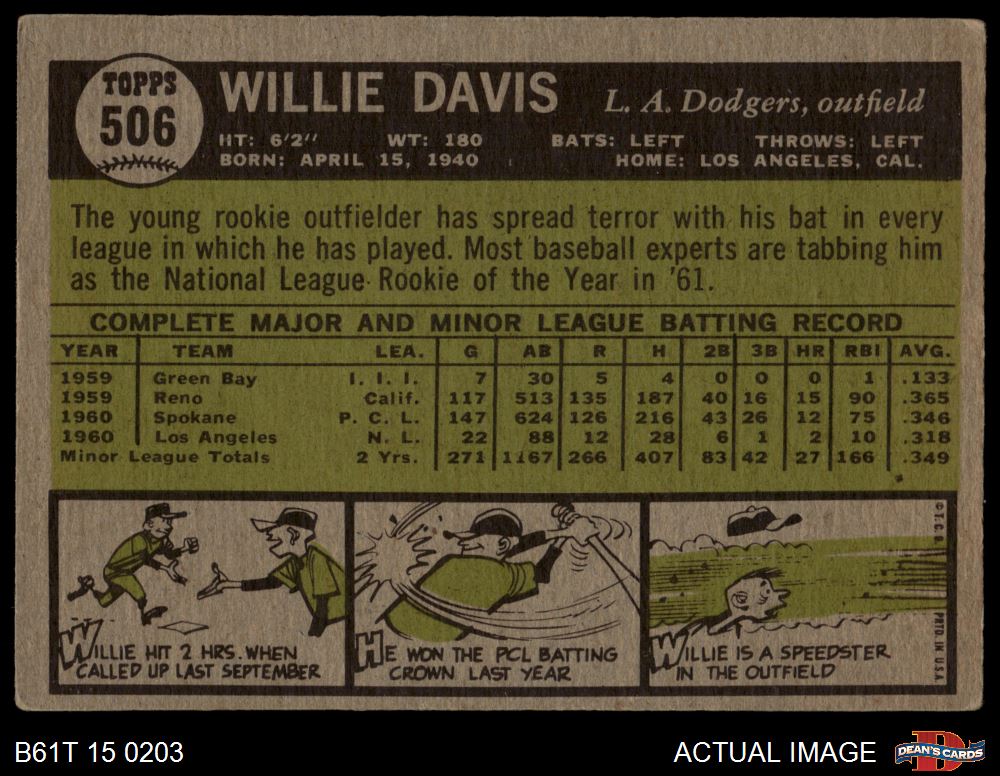 TOPPS
506
WILLIE DAVIS
L. A. Dodgers, outfield
HT: 6'2" WT: 180 BATS: LEFT THROWS: LEFT
BORN: APRIL 15, 1940 HOME: LOS ANGELES, CAL.
The young rookie outfielder has spread terror with his bat in every
league in which he has played. Most baseball experts are tabbing him
as the National League Rookie of the Year in '61.
COMPLETE MAJOR AND MINOR LEAGUE BATTING RECORD
YEAR TEAM LEA. G AB R H 2B 3B HR RBI AVG.
1959 Green Bay I. I. I. 7 30 5 4 0 0 0 1 .133
1959 Reno Calif. 117 513 135 187 40 16 15 90 .365
1960 Spokane P. C. L. 147 624 126 216 43 26 12 75 .346
1960 Los Angeles N. L. 22 88 12 28 6 1 2 10 .318
Minor League Totals 2 Yrs. 271 1167 266 407 83 42 27 166 .349
WILLIE HIT 2 HRS. WHEN
CALLED UP LAST SEPTEMBER
HE WON THE PCL BATTING
CROWN LAST YEAR
WILLIE IS A SPEEDSTER
IN THE OUTFIELD
© T. C. G. PRTD. IN U.S.A.
B61T 15 0203
ACTUAL IMAGE
DEAN'S CARDS